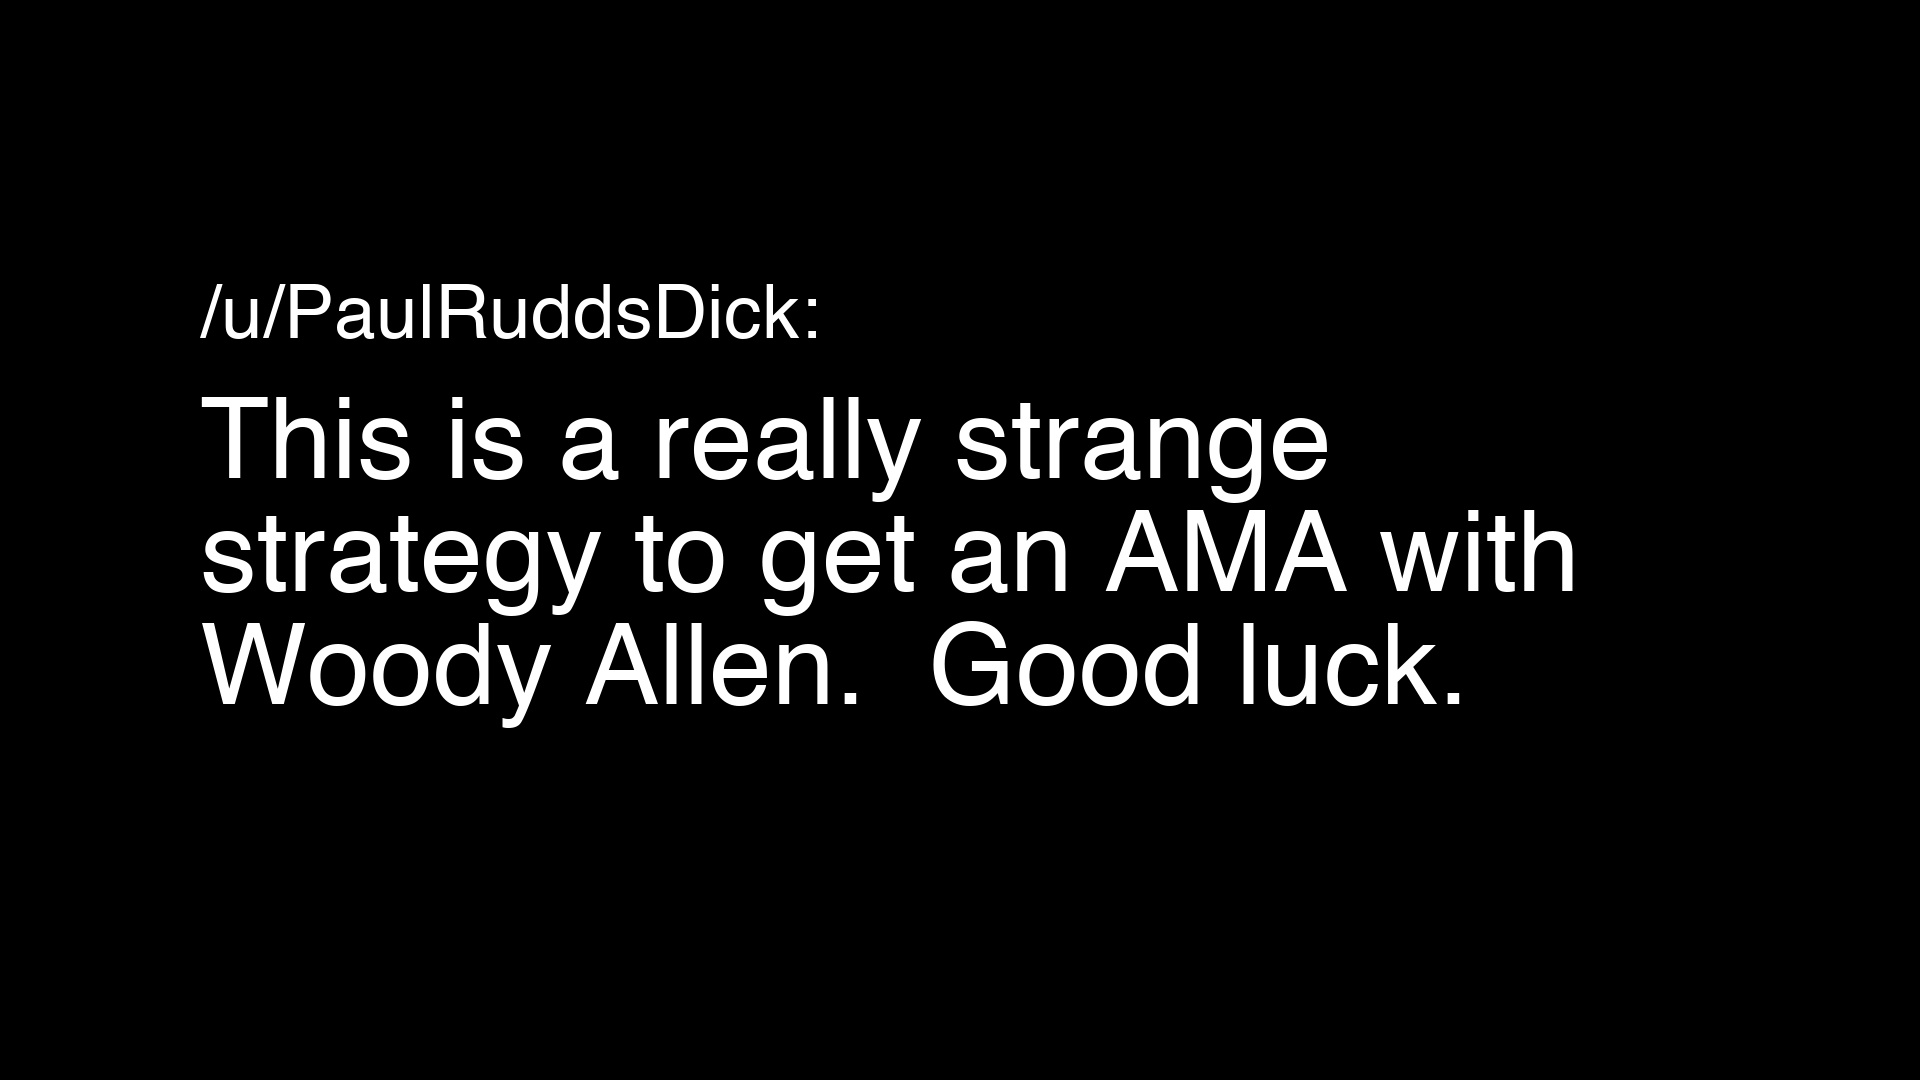 /u/PaulRuddsDick:
This is a really strange
strategy to get an AMA with
Woody Allen.  Good luck.